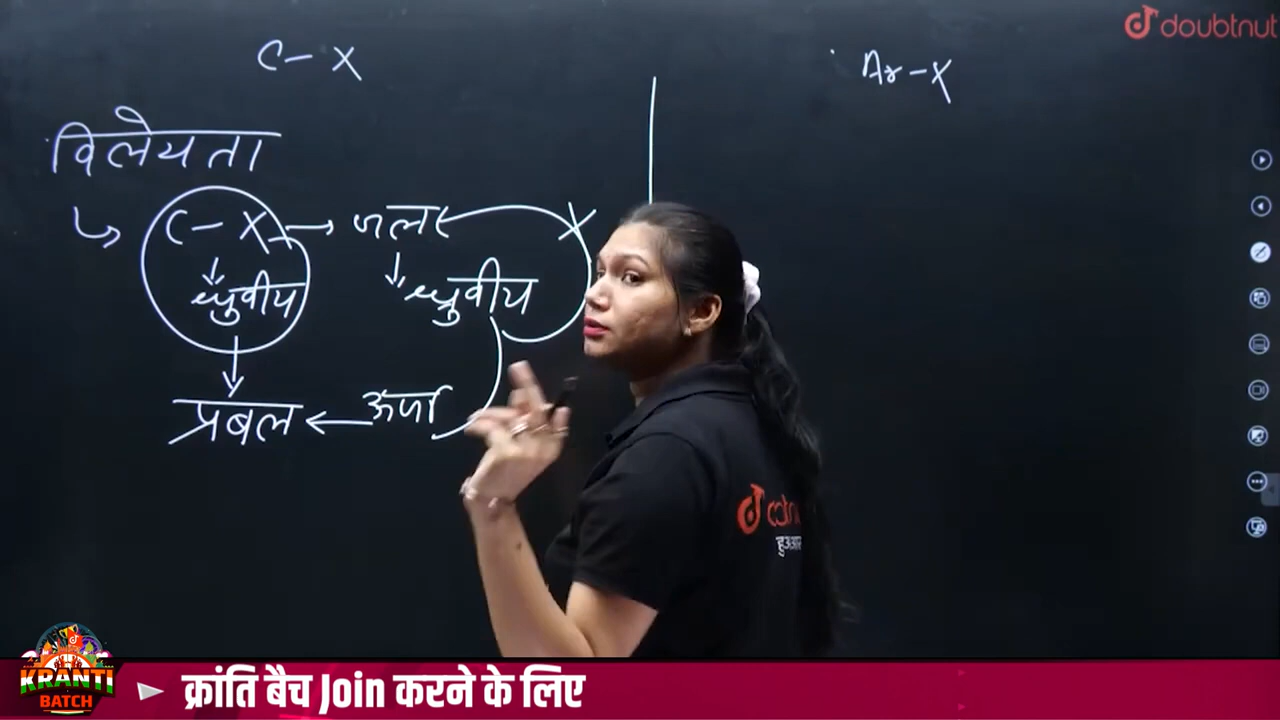 doubtnut
C - X
Ar - X
विलेयता
C - X → जल
ध्रुवीय
ध्रुवीय
प्रबल ← ऊर्जा
हुआ
KRANTI
BATCH
क्रांति बैच Join करने के लिए